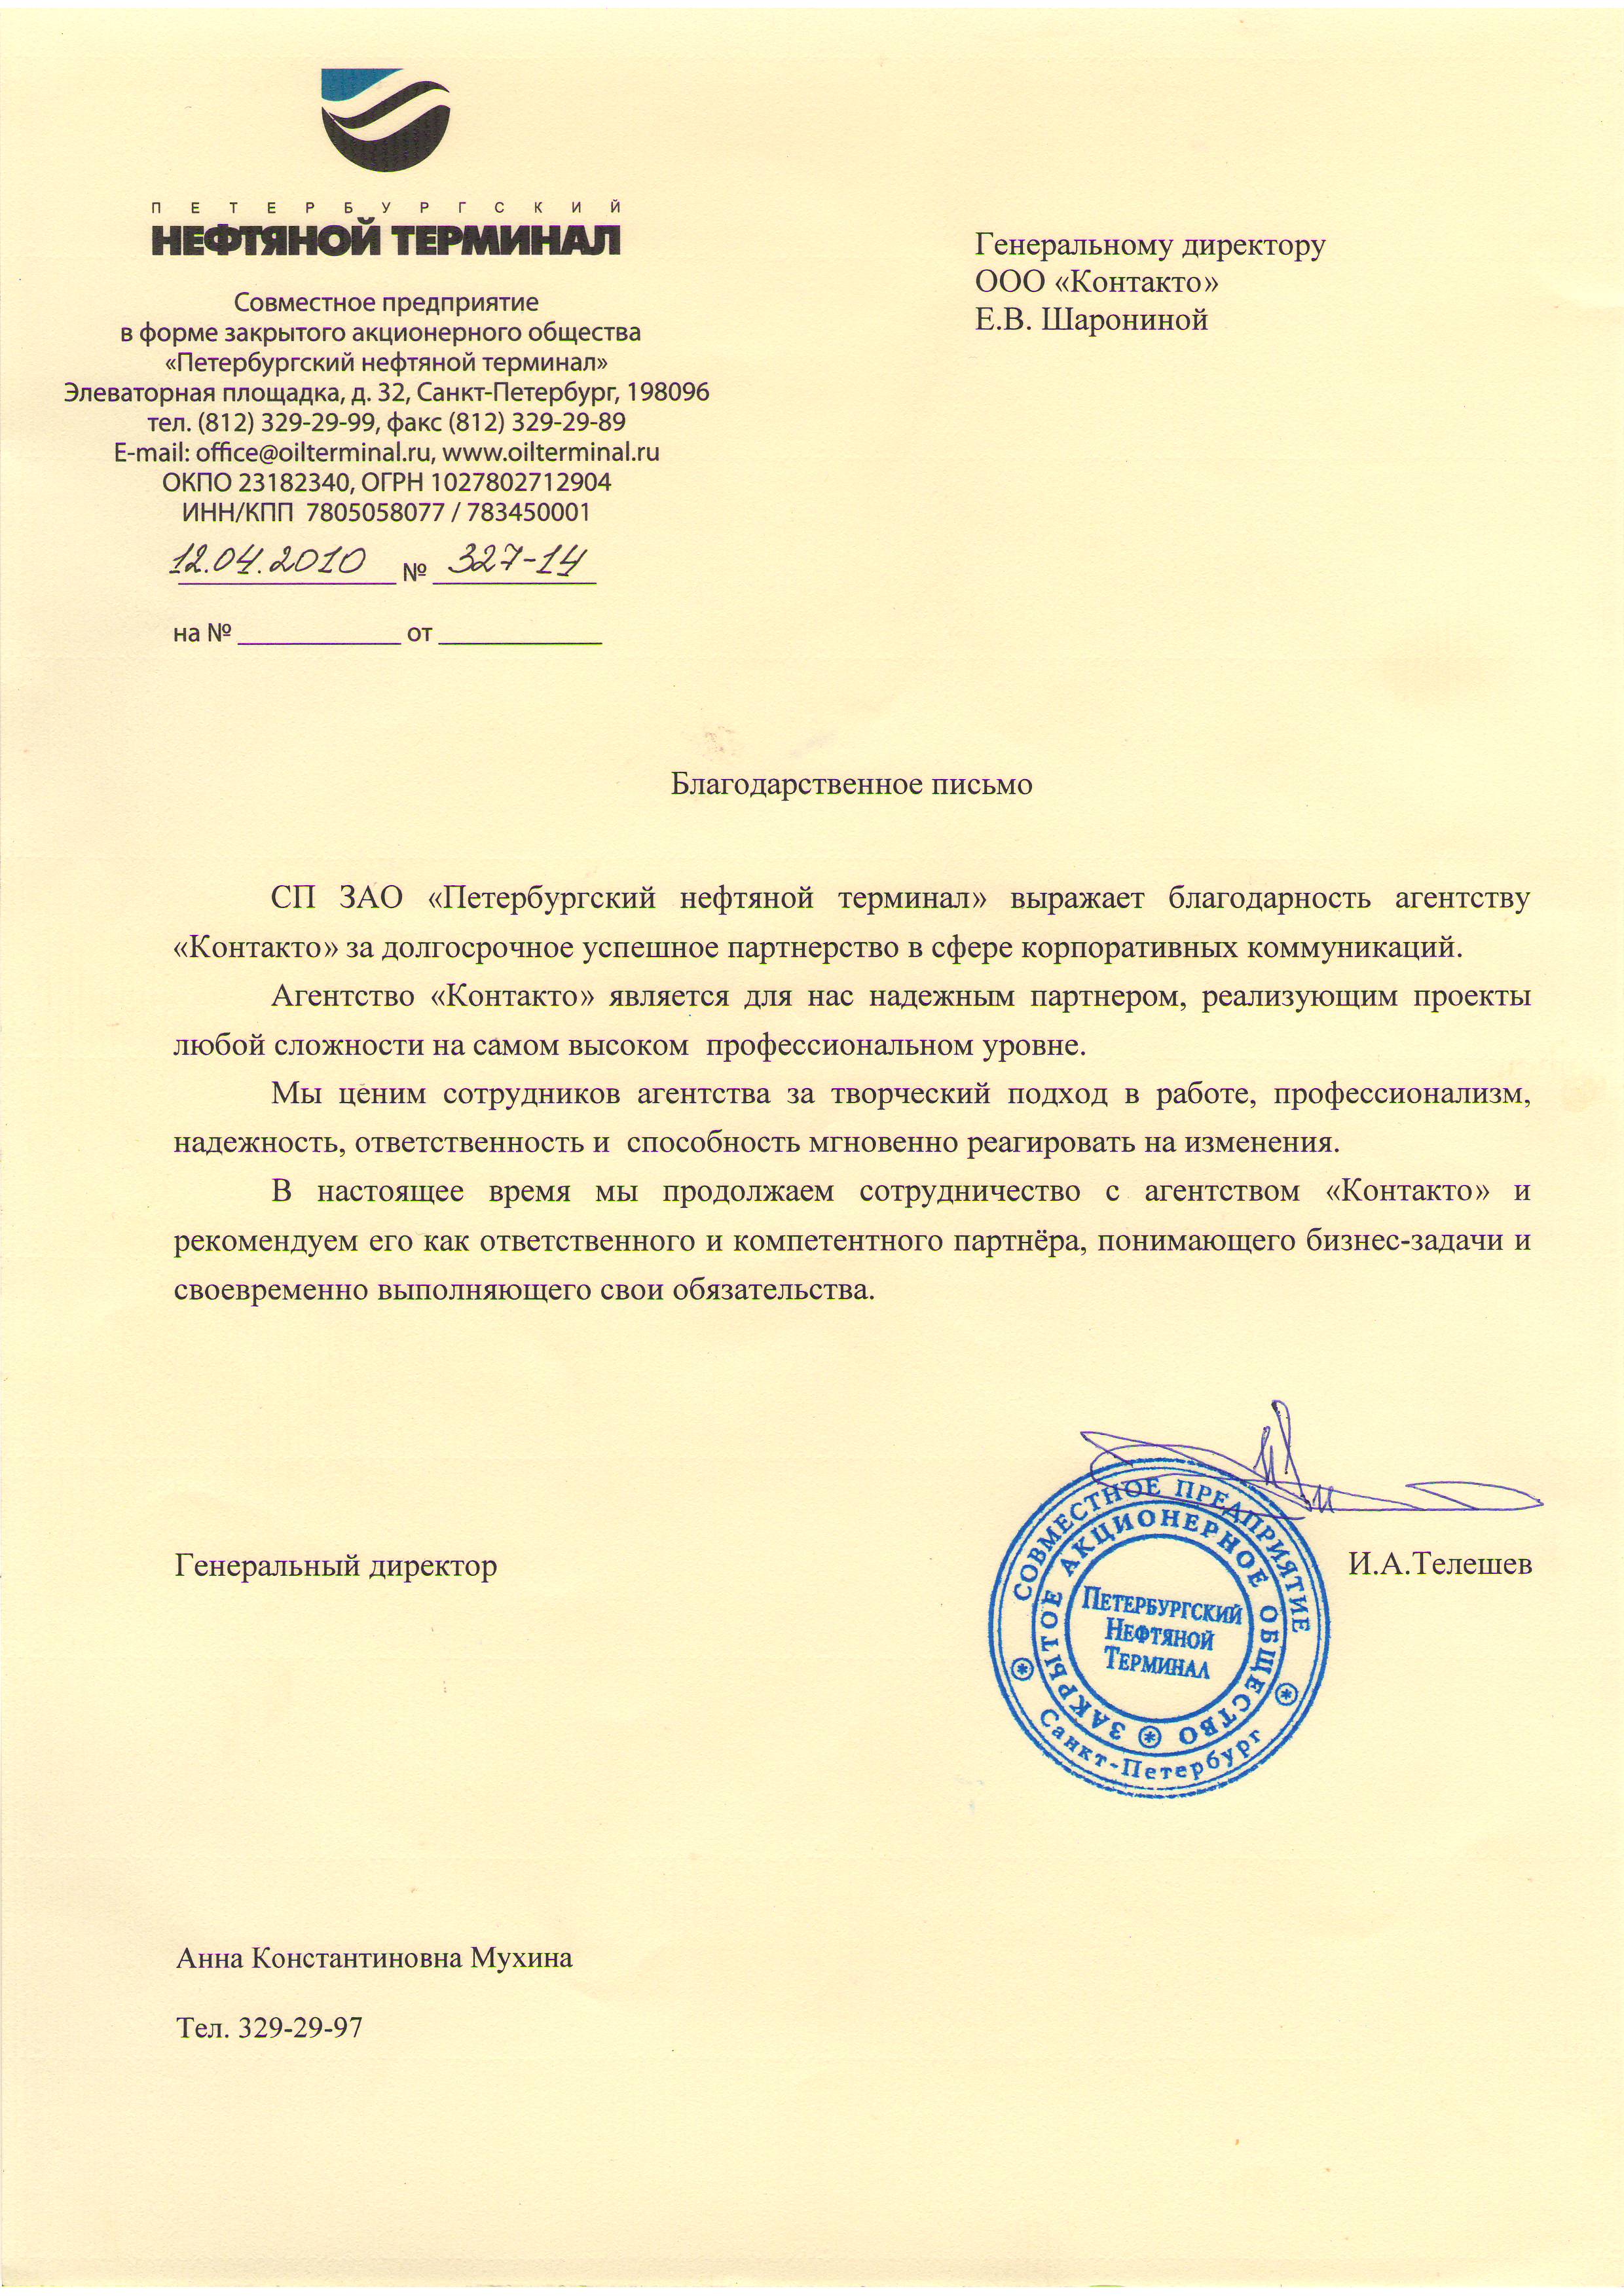 ПЕТЕРБУРГСКИЙ
НЕФТЯНОЙ ТЕРМИНАЛ
Совместное предприятие
в форме закрытого акционерного общества
«Петербургский нефтяной терминал»
Элеваторная площадка, д. 32, Санкт-Петербург, 198096
тел. (812) 329-29-99, факс (812) 329-29-89
E-mail: office@oilterminal.ru, www.oilterminal.ru
ОКПО 23182340, ОГРН 1027802712904
ИНН/КПП 7805058077 / 783450001
12.04.2010 № 327-14
на № ____________ от ____________
Генеральному директору
ООО «Контакто»
Е.В. Шарониной
Благодарственное письмо
СП ЗАО «Петербургский нефтяной терминал» выражает благодарность агентству
«Контакто» за долгосрочное успешное партнерство в сфере корпоративных коммуникаций.
Агентство «Контакто» является для нас надежным партнером, реализующим проекты
любой сложности на самом высоком профессиональном уровне.
Мы ценим сотрудников агентства за творческий подход в работе, профессионализм,
надежность, ответственность и способность мгновенно реагировать на изменения.
В настоящее время мы продолжаем сотрудничество с агентством «Контакто» и
рекомендуем его как ответственного и компетентного партнёра, понимающего бизнес-задачи и
своевременно выполняющего свои обязательства.
Генеральный директор
И.А.Телешев
СОВМЕСТНОЕ ПРЕДПРИЯТИЕ
Санкт-Петербург
ЗАКРЫТОЕ АКЦИОНЕРНОЕ ОБЩЕСТВО
ПЕТЕРБУРГСКИЙ
НЕФТЯНОЙ
ТЕРМИНАЛ
Анна Константиновна Мухина
Тел. 329-29-97